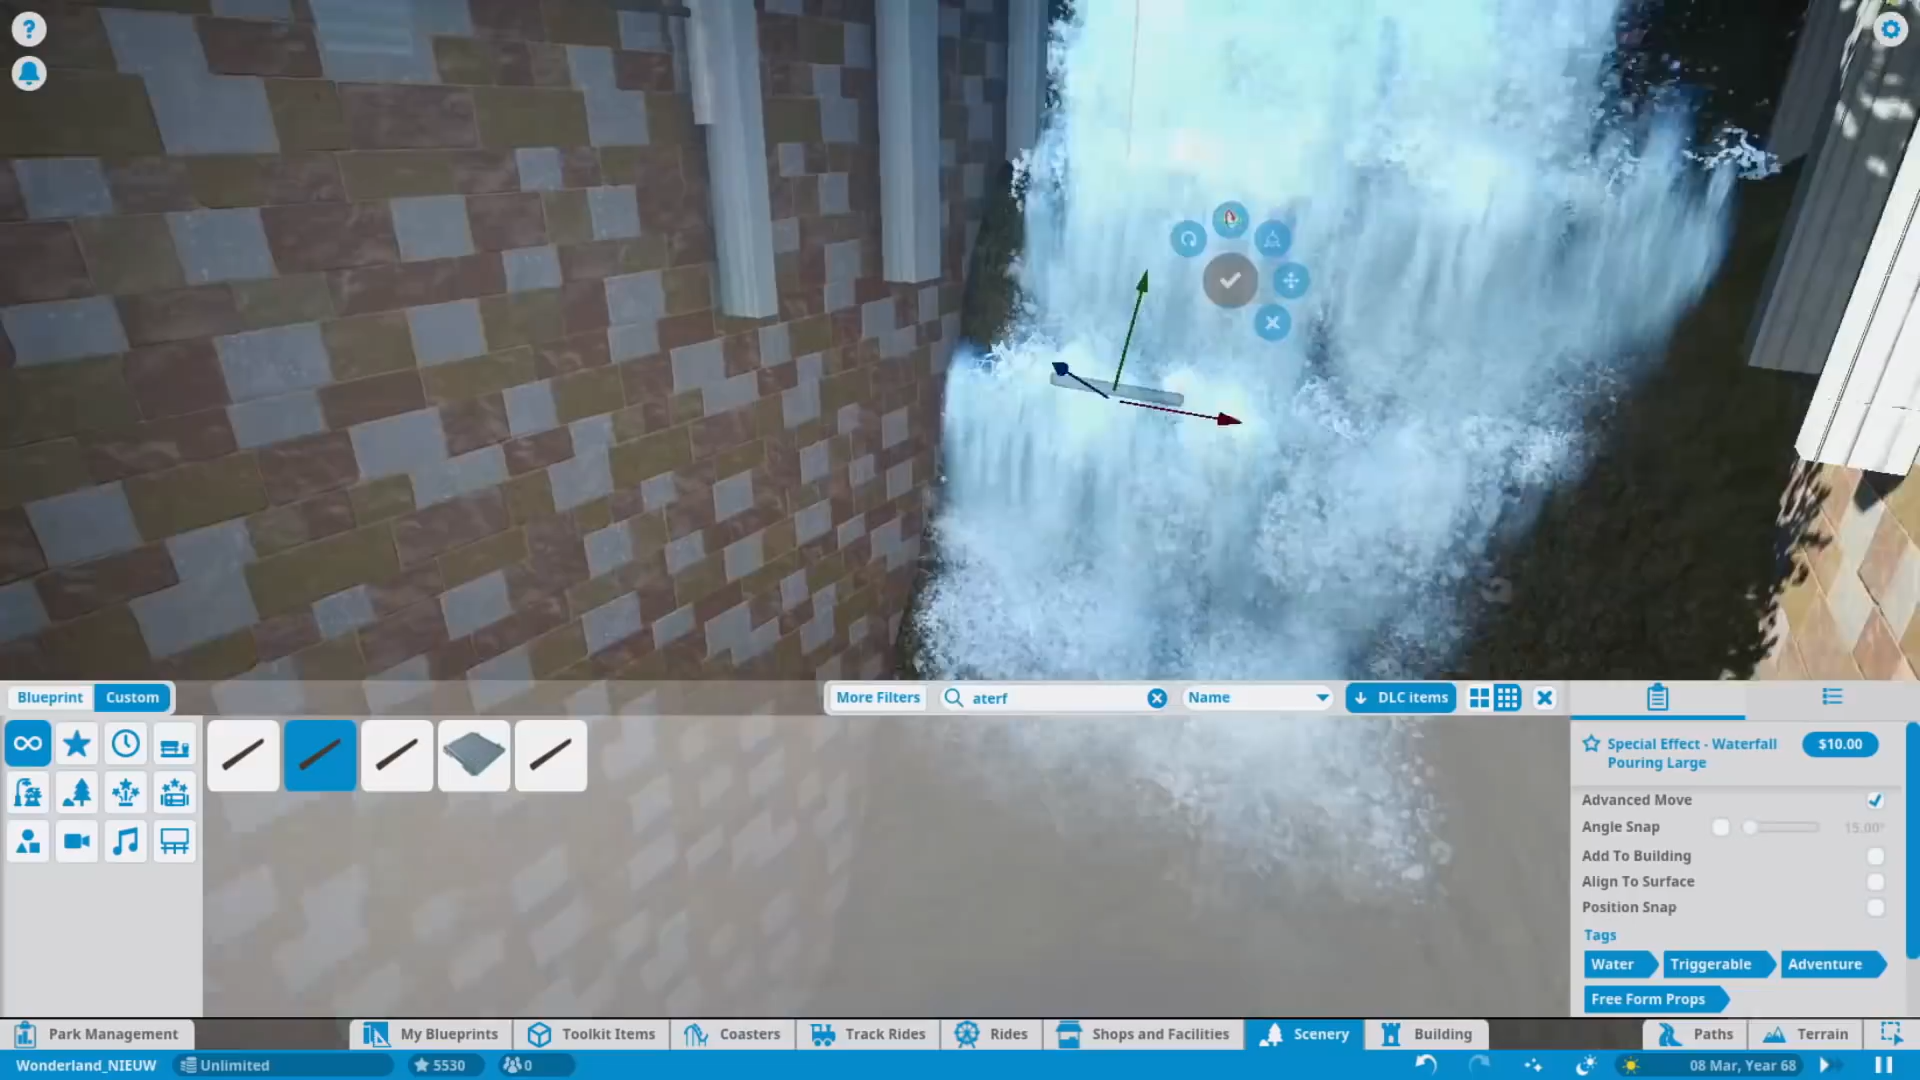 ?
Blueprint
Custom
More Filters
aterf
Name
DLC items
Special Effect - Waterfall
Pouring Large
$10.00
Advanced Move
Angle Snap
15.00°
Add To Building
Align To Surface
Position Snap
Tags
Water
Triggerable
Adventure
Free Form Props
Park Management
My Blueprints
Toolkit Items
Coasters
Track Rides
Rides
Shops and Facilities
Scenery
Building
Paths
Terrain
Wonderland_NIEUW
Unlimited
5530
0
08 Mar, Year 68